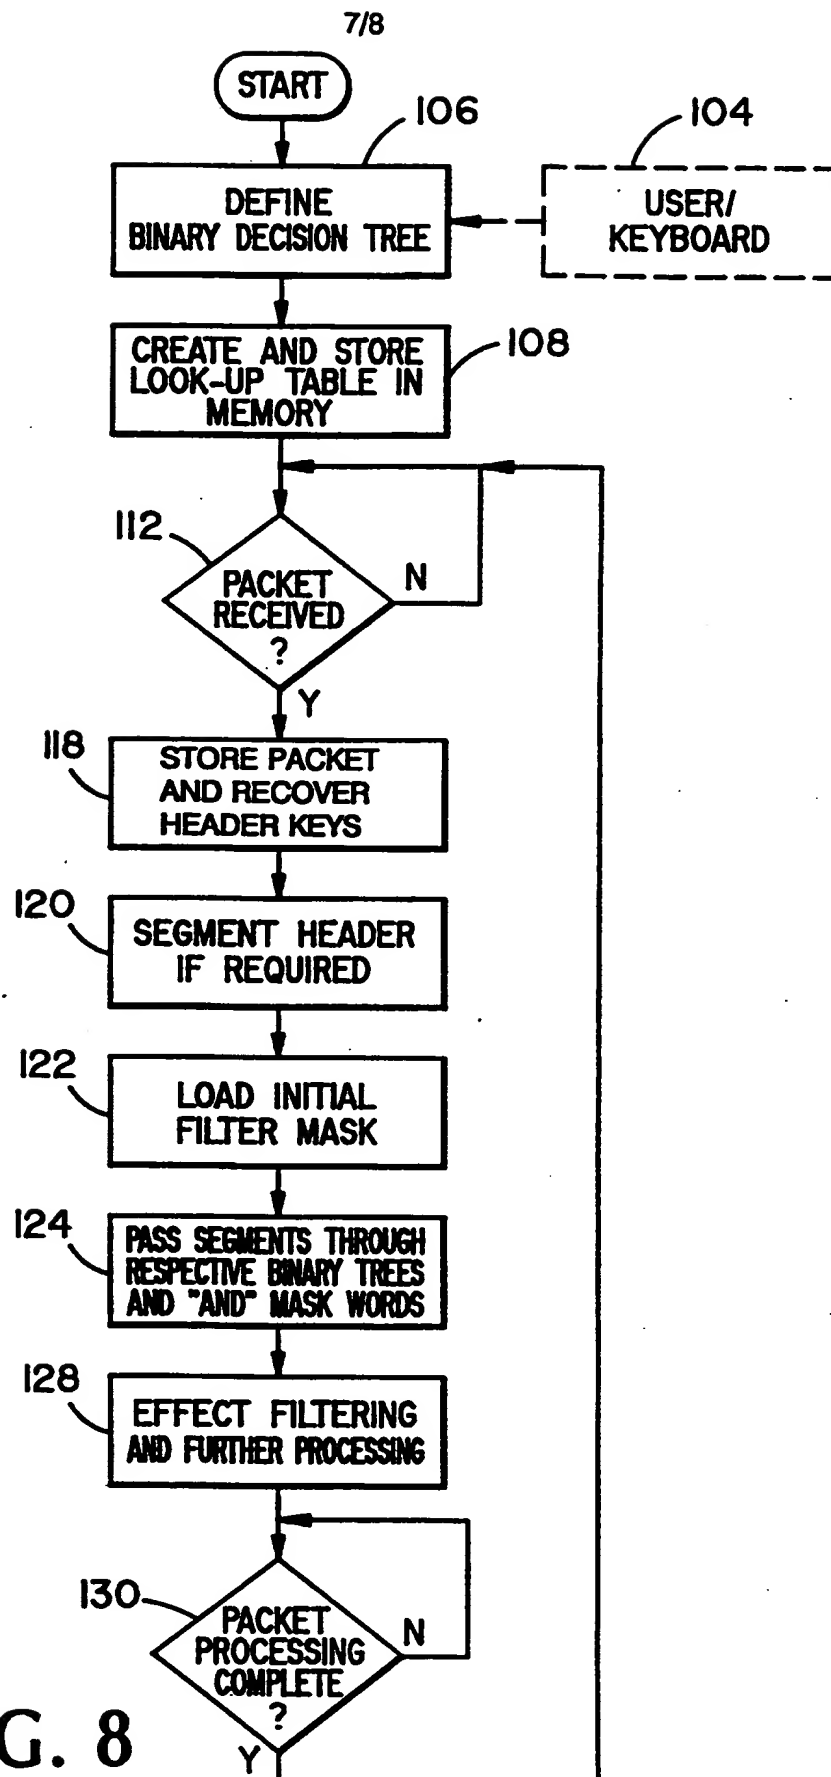 7/8
START
106
104
DEFINE
BINARY DECISION TREE
USER/
KEYBOARD
CREATE AND STORE
LOOK-UP TABLE IN
MEMORY
108
112
PACKET
RECEIVED
?
N
Y
118
STORE PACKET
AND RECOVER
HEADER KEYS
120
SEGMENT HEADER
IF REQUIRED
122
LOAD INITIAL
FILTER MASK
124
PASS SEGMENTS THROUGH
RESPECTIVE BINARY TREES
AND "AND" MASK WORDS
128
EFFECT FILTERING
AND FURTHER PROCESSING
130
PACKET
PROCESSING
COMPLETE
?
N
Y
G. 8